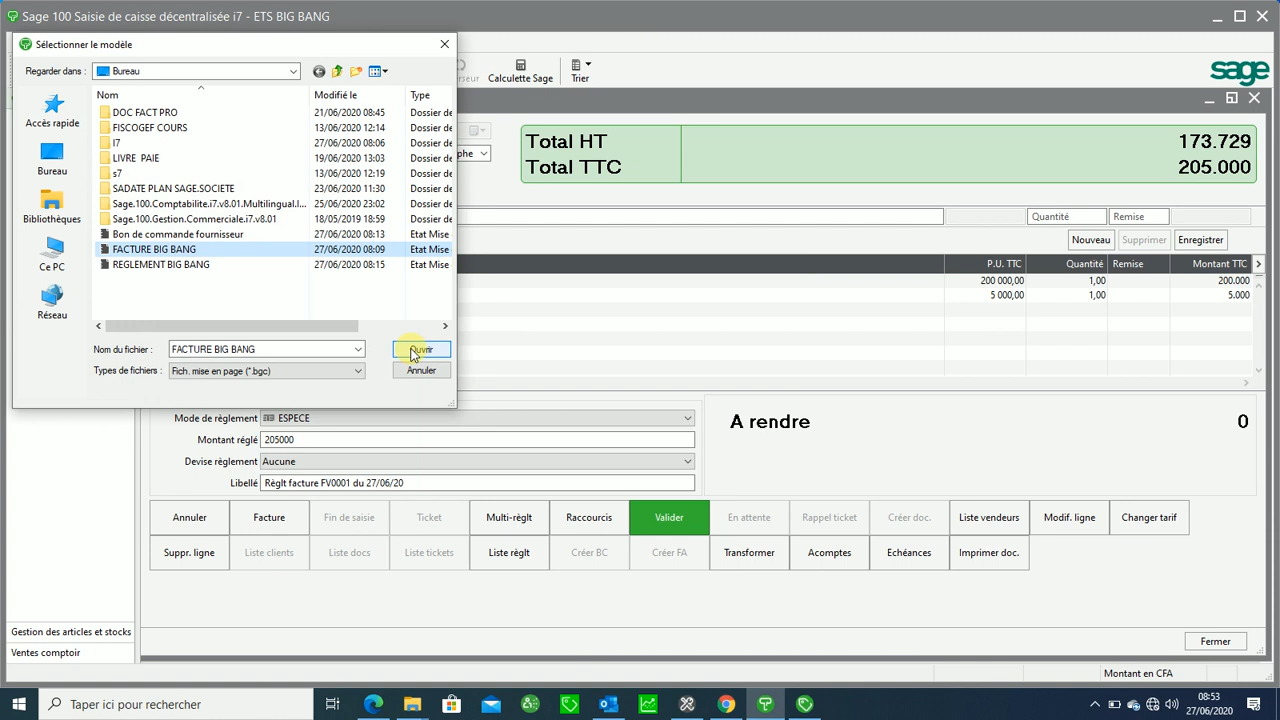 Sage 100 Saisie de caisse décentralisée i7 - ETS BIG BANG
Sélectionner le modèle
Regarder dans :
Bureau
Calculette Sage
Trier
sage
Nom
Modifié le
Type
DOC FACT PRO 21/06/2020 08:45 Dossier de
FISCOGEF COURS 13/06/2020 12:14 Dossier de
I7 27/06/2020 08:06 Dossier de
LIVRE PAIE 19/06/2020 13:03 Dossier de
s7 13/06/2020 12:19 Dossier de
SADATE PLAN SAGE.SOCIETE 23/06/2020 11:30 Dossier de
Sage.100.Comptabilite.i7.v8.01.Multilingual.I... 25/06/2020 23:02 Dossier de
Sage.100.Gestion.Commerciale.i7.v8.01 18/05/2019 18:59 Dossier de
Bon de commande fournisseur 27/06/2020 08:13 Etat Mise
FACTURE BIG BANG 27/06/2020 08:09 Etat Mise
REGLEMENT BIG BANG 27/06/2020 08:15 Etat Mise
Accès rapide
Bureau
Bibliothèques
Ce PC
Réseau
Nom du fichier : FACTURE BIG BANG
Ouvrir
Types de fichiers : Fich. mise en page (*.bgc)
Annuler
Total HT 173.729
Total TTC 205.000
Quantité
Remise
Nouveau
Supprimer
Enregistrer
P.U. TTC Quantité Remise Montant TTC
200 000,00 1,00 200.000
5 000,00 1,00 5.000
Mode de règlement ESPECE
Montant réglé 205000
Devise règlement Aucune
Libellé Règlt facture FV0001 du 27/06/20
A rendre 0
Annuler
Facture
Fin de saisie
Ticket
Multi-règlt
Raccourcis
Valider
En attente
Rappel ticket
Créer doc.
Liste vendeurs
Modif. ligne
Changer tarif
Suppr. ligne
Liste clients
Liste docs
Liste tickets
Liste règlt
Créer BC
Créer FA
Transformer
Acomptes
Echéances
Imprimer doc.
Gestion des articles et stocks
Ventes comptoir
Fermer
Montant en CFA
Taper ici pour rechercher
08:53
27/06/2020